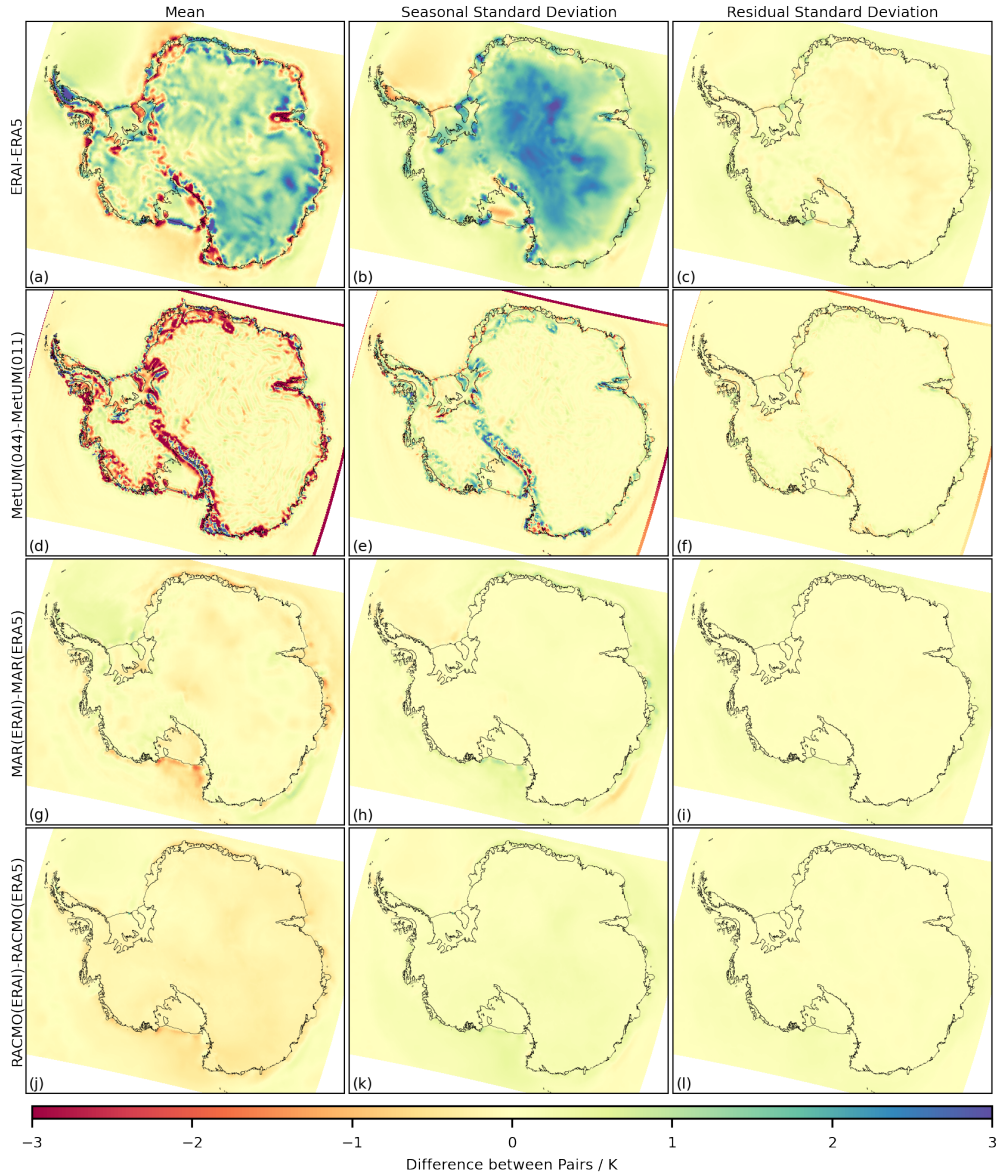 Mean
Seasonal Standard Deviation
Residual Standard Deviation
ERAI-ERA5
(a)
(b)
(c)
MetUM(044)-MetUM(011)
(d)
(e)
(f)
MAR(ERAI)-MAR(ERA5)
(g)
(h)
(i)
RACMO(ERAI)-RACMO(ERA5)
(j)
(k)
(l)
−3
−2
−1
0
1
2
3
Difference between Pairs / K